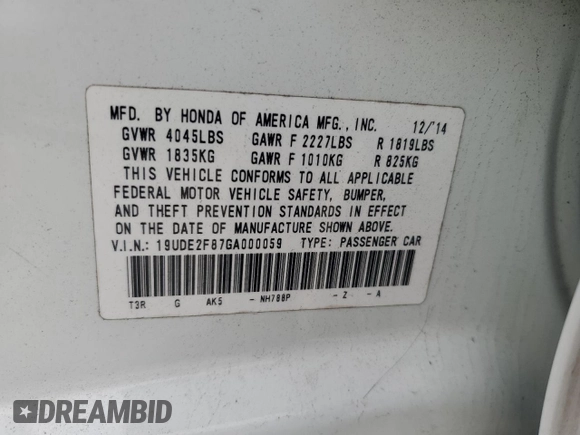 MFD. BY HONDA OF AMERICA MFG., INC. 12/'14
GVWR 4045LBS GAWR F 2227LBS R 1819LBS
GVWR 1835KG GAWR F 1010KG R 825KG
THIS VEHICLE CONFORMS TO ALL APPLICABLE
FEDERAL MOTOR VEHICLE SAFETY, BUMPER,
AND THEFT PREVENTION STANDARDS IN EFFECT
ON THE DATE OF MANUFACTURE SHOWN ABOVE.
V.I.N.: 19UDE2F87GA000059 TYPE: PASSENGER CAR
T3R G AK5 - NH788P - Z - A
DREAMBID